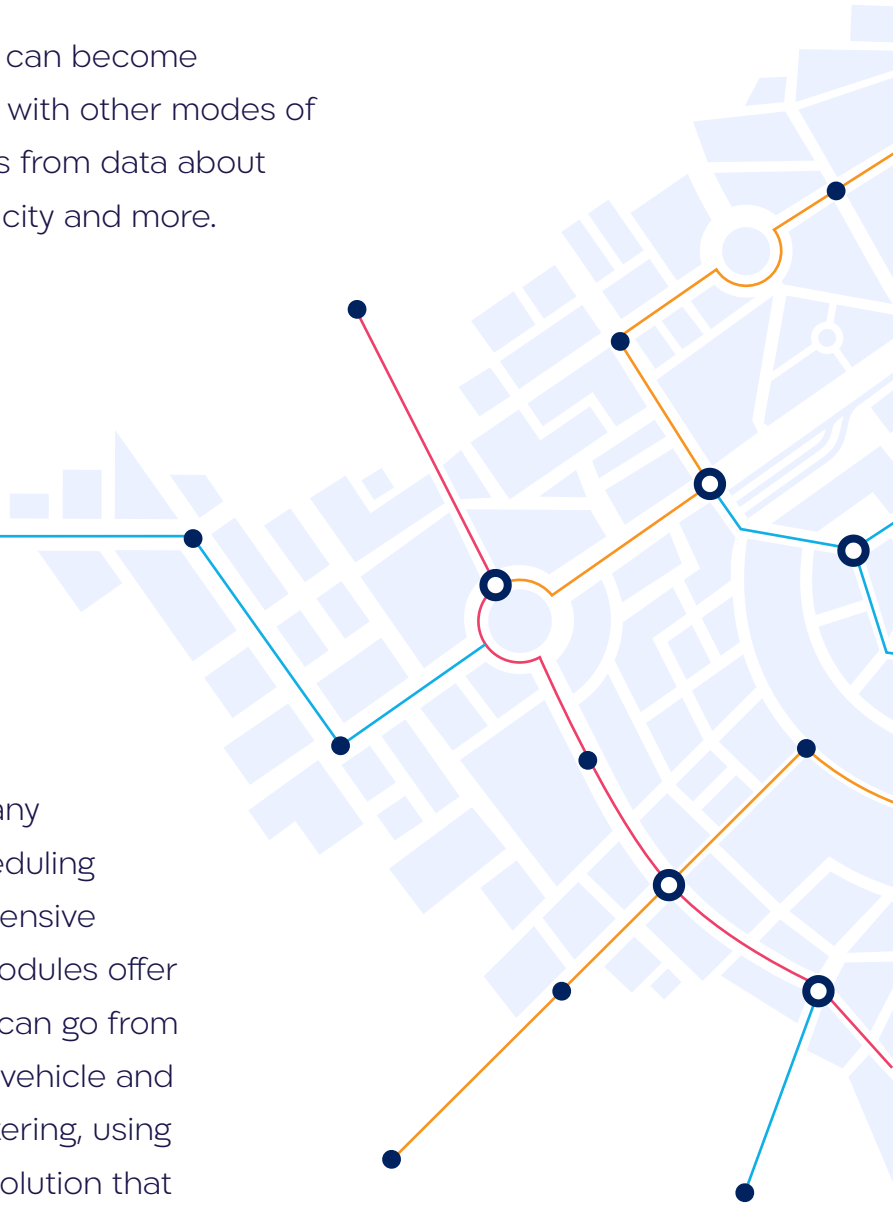 can become
with other modes of
s from data about
city and more.
any
eduling
ensive
odules offer
can go from
vehicle and
tering, using
olution that